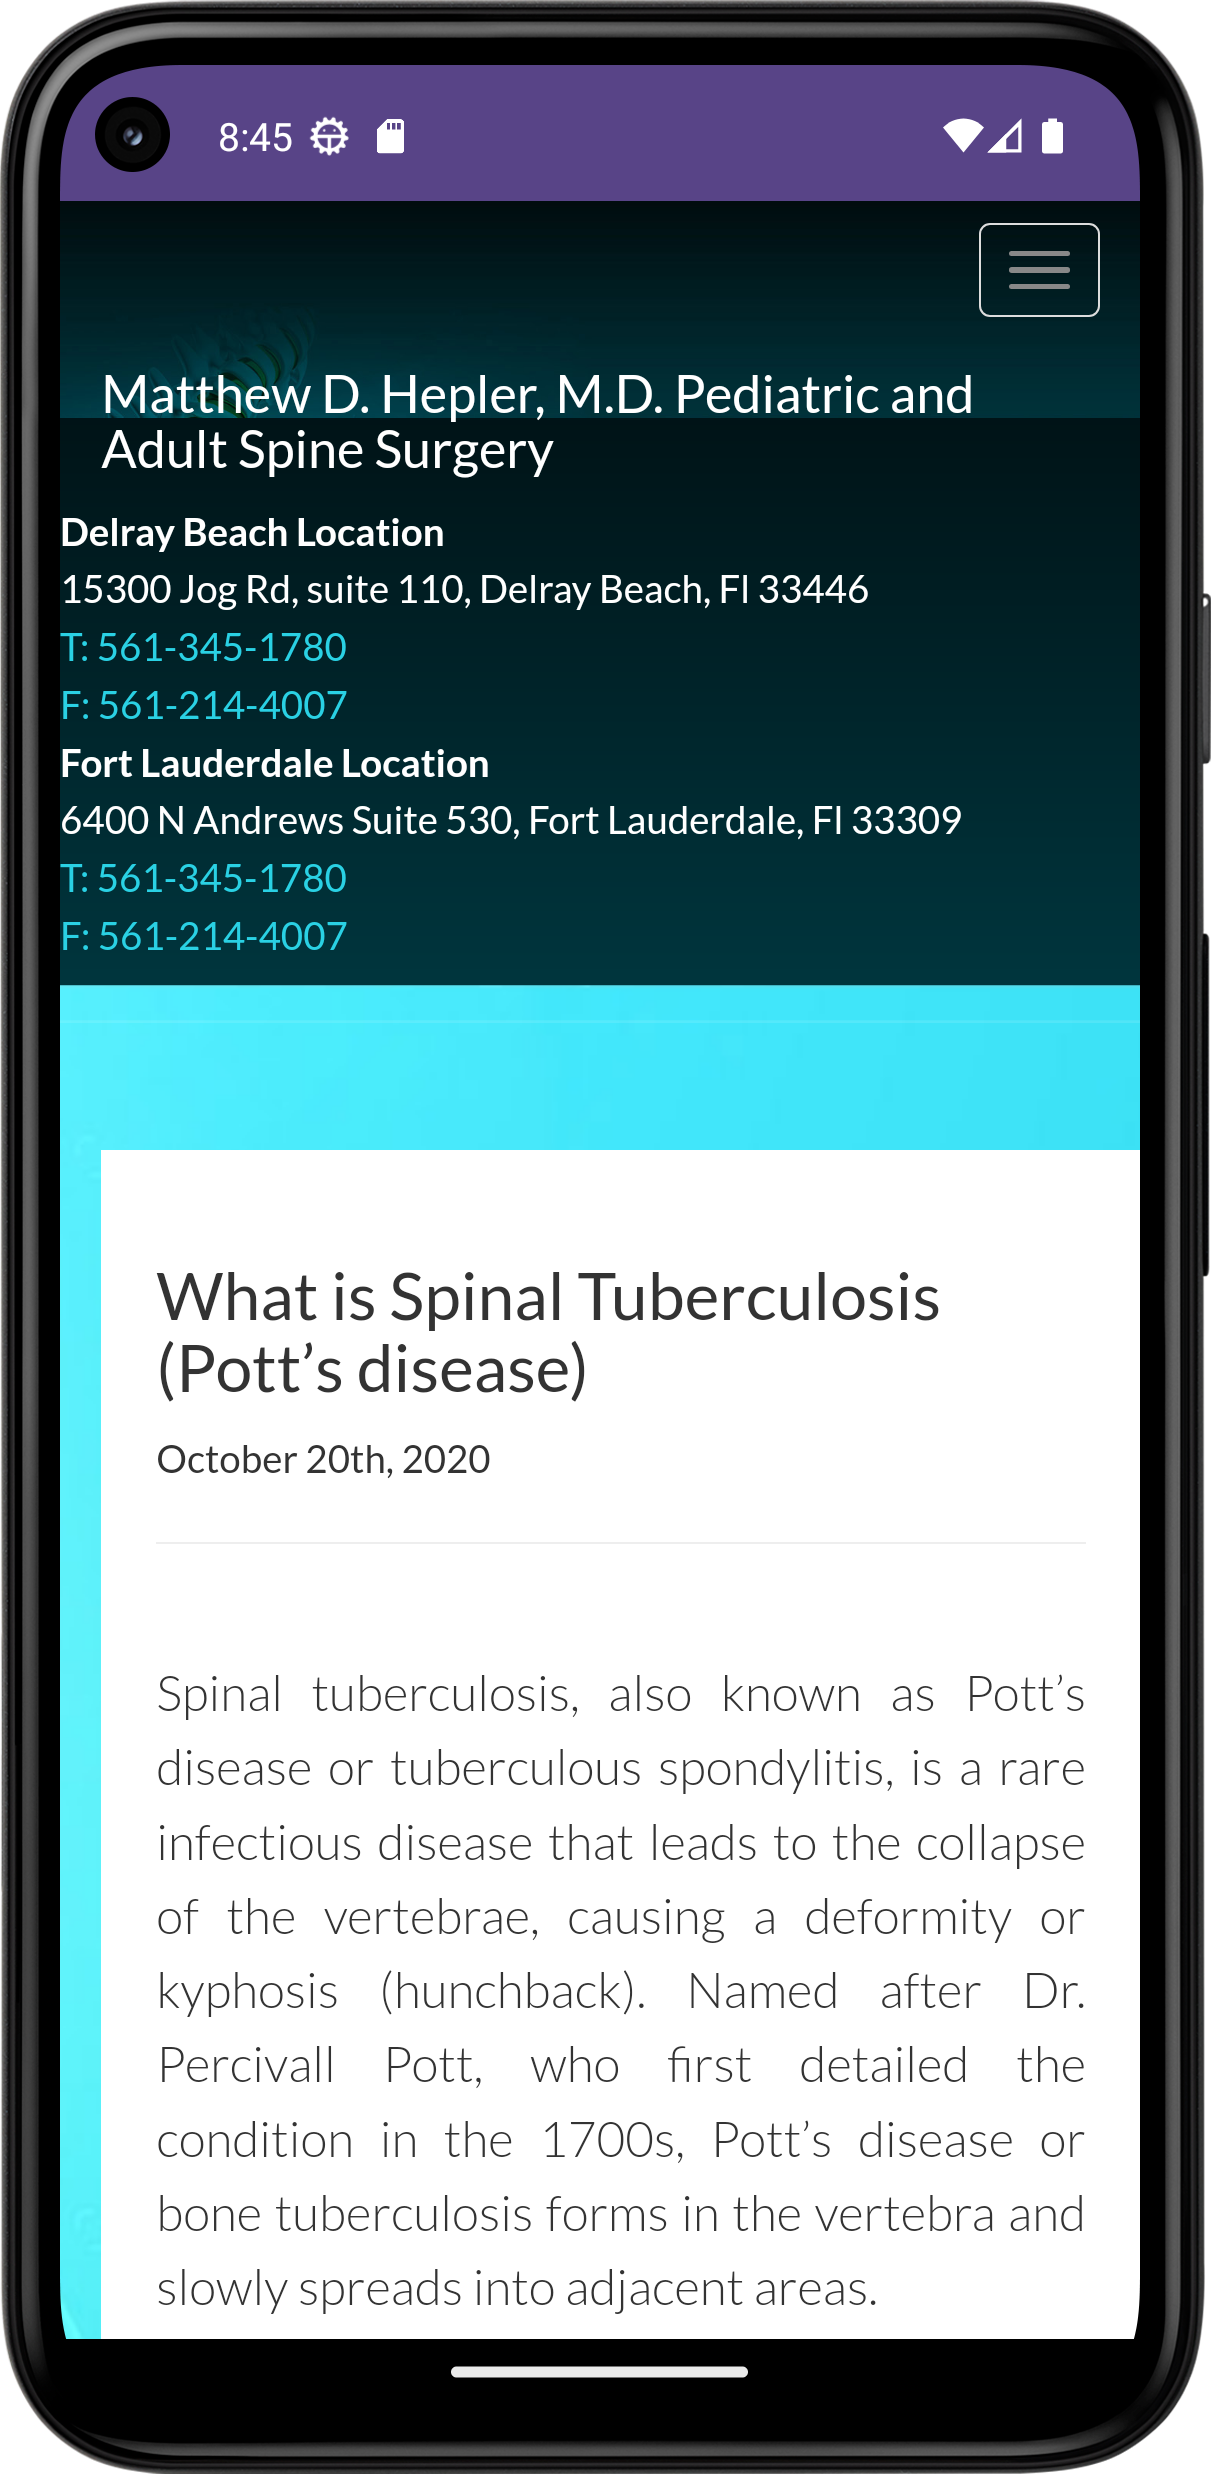 8:45
Matthew D. Hepler, M.D. Pediatric and
Adult Spine Surgery
Delray Beach Location
15300 Jog Rd, suite 110, Delray Beach, Fl 33446
T: 561-345-1780
F: 561-214-4007
Fort Lauderdale Location
6400 N Andrews Suite 530, Fort Lauderdale, Fl 33309
T: 561-345-1780
F: 561-214-4007
What is Spinal Tuberculosis
(Pott’s disease)
October 20th, 2020
Spinal tuberculosis, also known as Pott’s
disease or tuberculous spondylitis, is a rare
infectious disease that leads to the collapse
of the vertebrae, causing a deformity or
kyphosis (hunchback). Named after Dr.
Percivall Pott, who first detailed the
condition in the 1700s, Pott’s disease or
bone tuberculosis forms in the vertebra and
slowly spreads into adjacent areas.